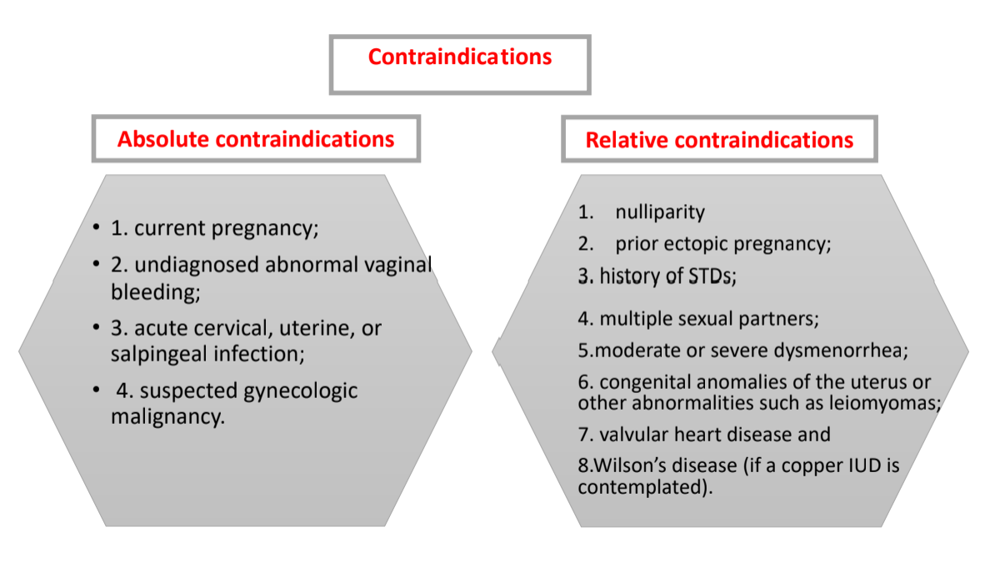 Contraindications
Absolute contraindications
• 1. current pregnancy;
• 2. undiagnosed abnormal vaginal
bleeding;
• 3. acute cervical, uterine, or
salpingeal infection;
• 4. suspected gynecologic
malignancy.
Relative contraindications
1. nulliparity
2. prior ectopic pregnancy;
3. history of STDs;
4. multiple sexual partners;
5.moderate or severe dysmenorrhea;
6. congenital anomalies of the uterus or
other abnormalities such as leiomyomas;
7. valvular heart disease and
8.Wilson’s disease (if a copper IUD is
contemplated).